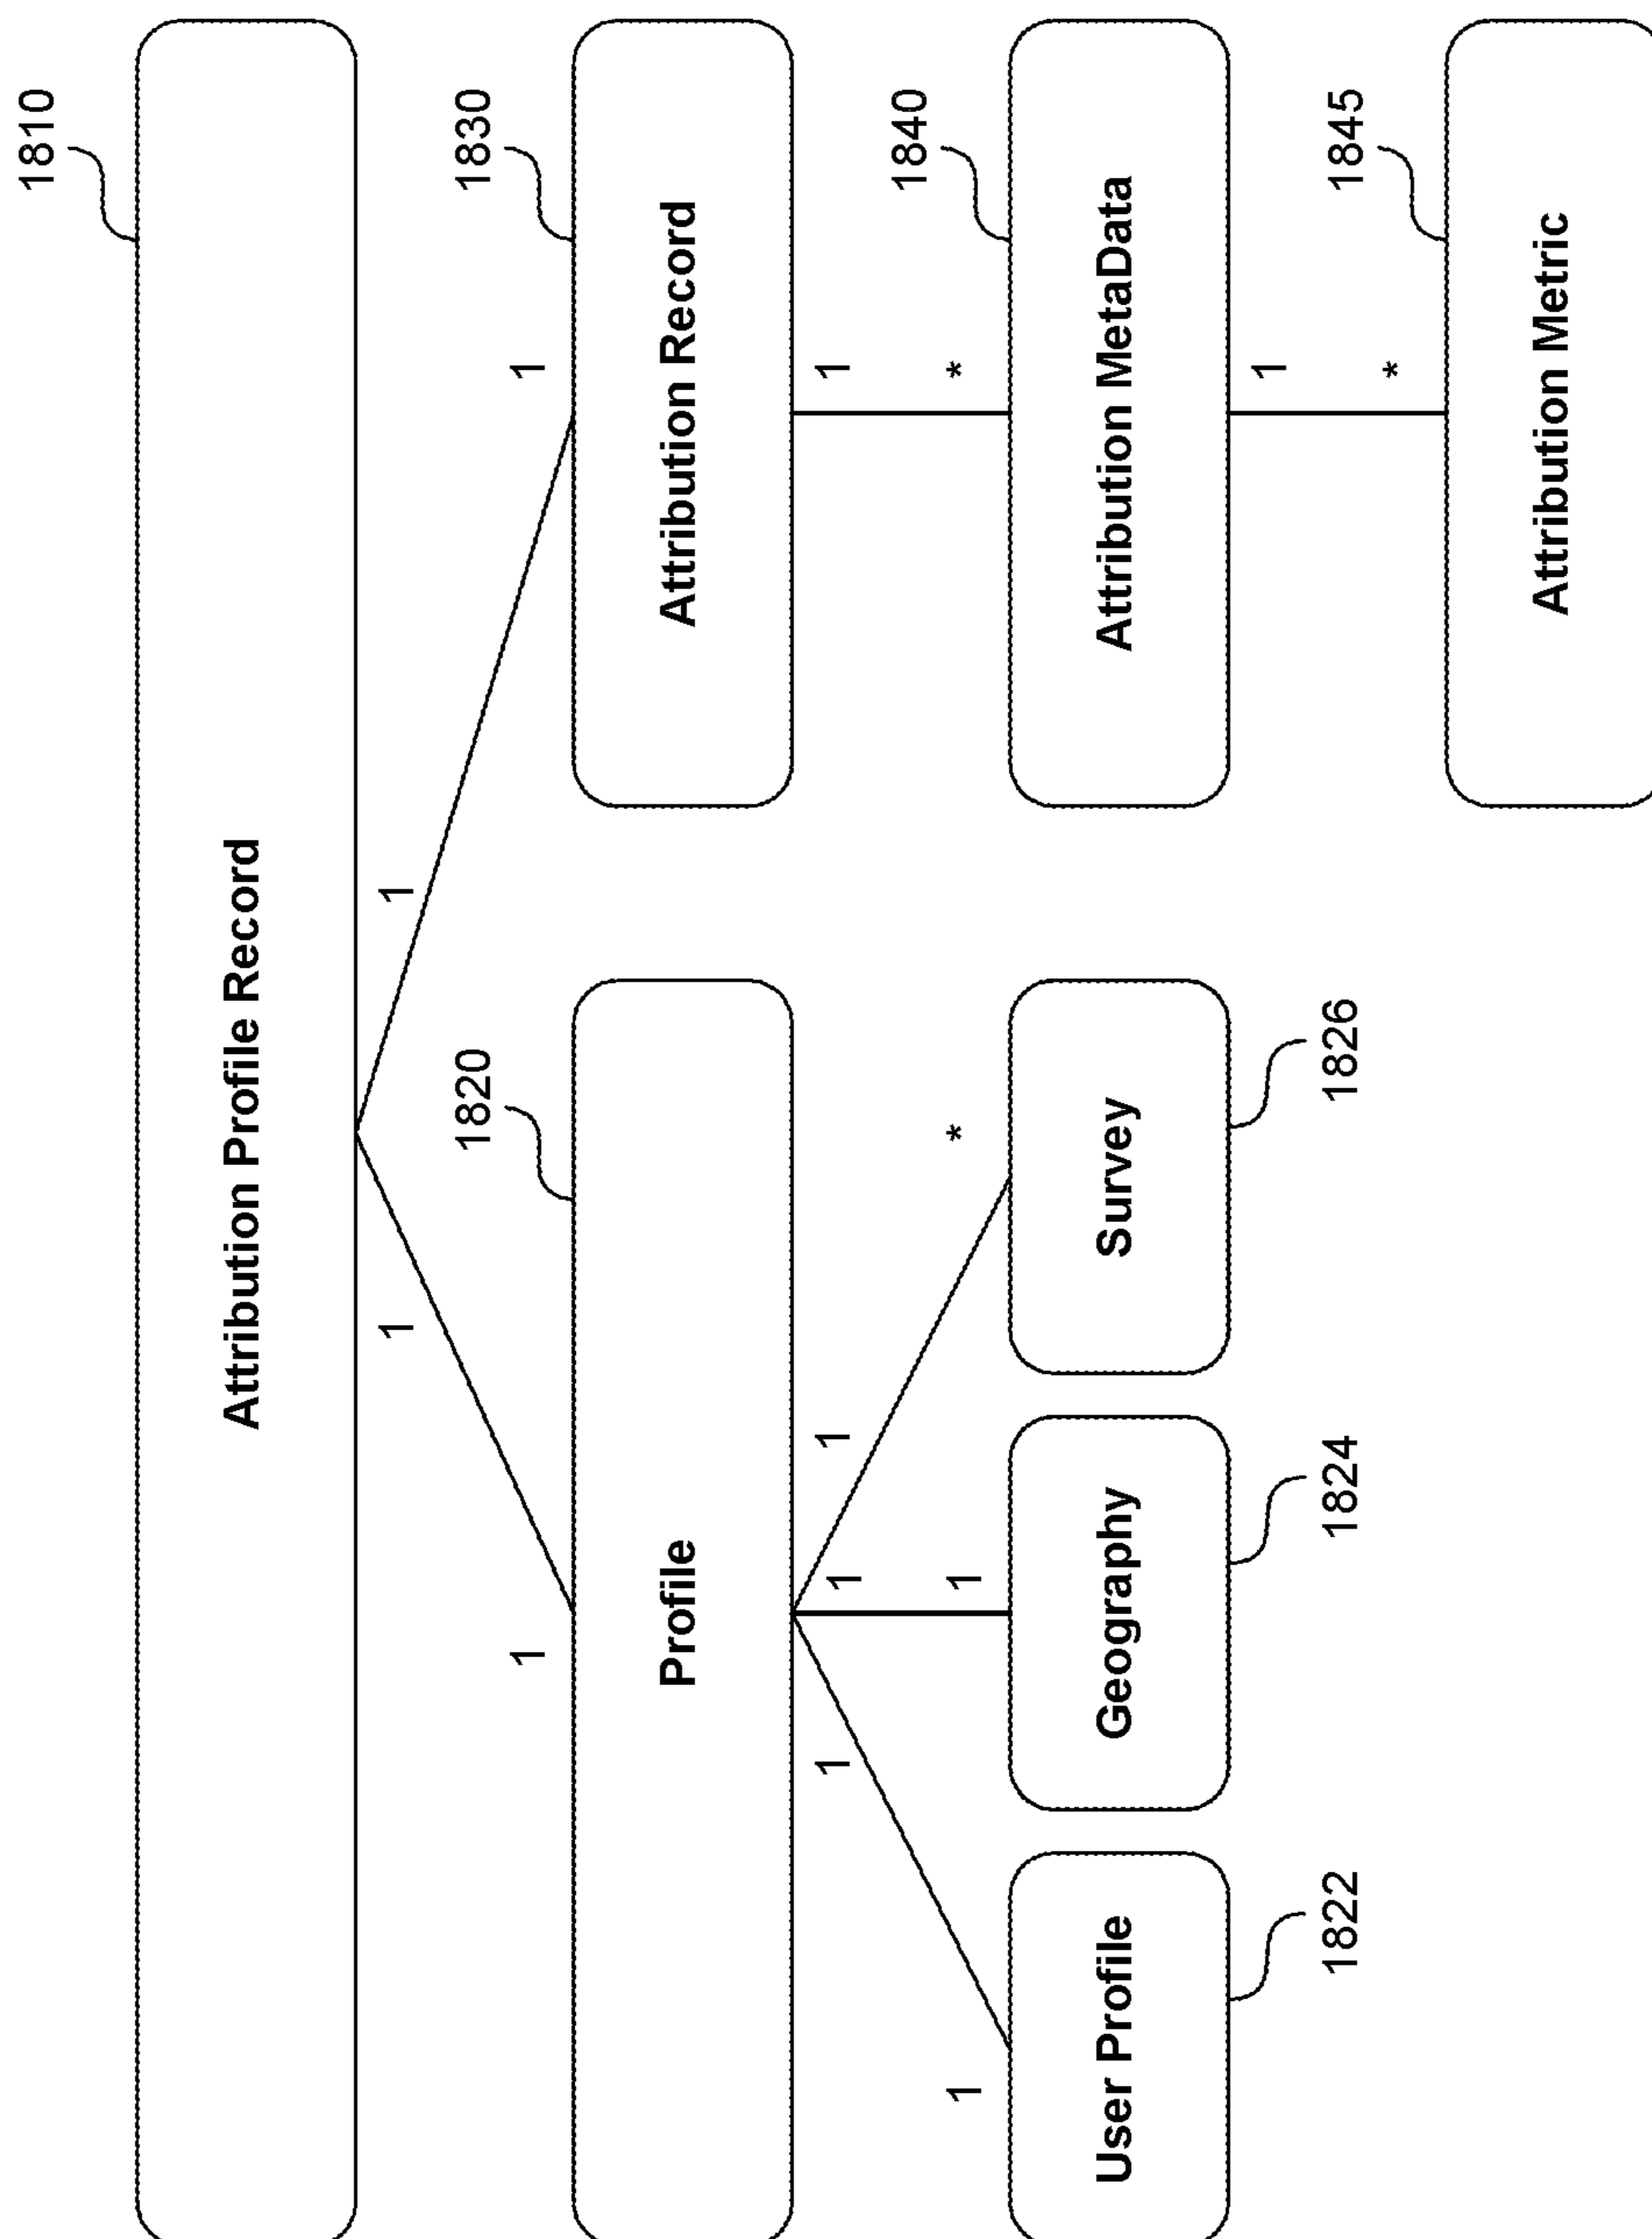 1810
Attribution Profile Record
1
1
1820
1
1830
1
Profile
Attribution Record
1
1
1
1
1840
1
1
*
*
User Profile
Geography
Survey
Attribution MetaData
1822
1824
1826
1
1845
*
Attribution Metric